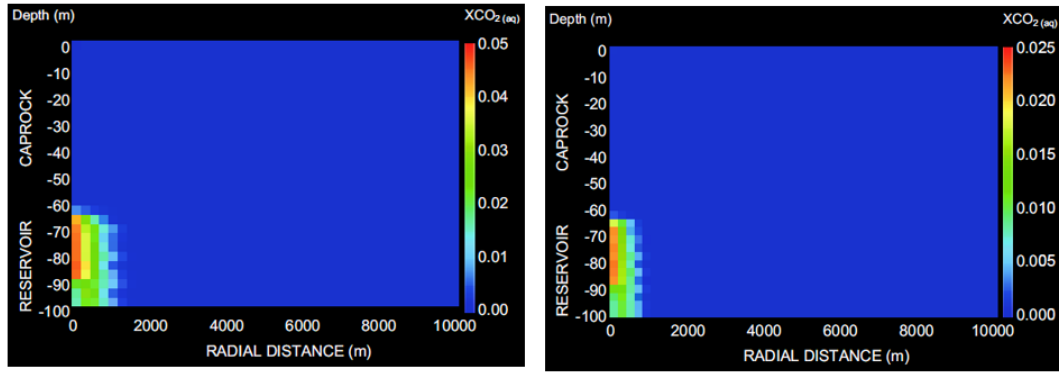 Depth (m)
XCO₂ (aq)
0
-10
-20
-30
-40
-50
-60
-70
-80
-90
-100
CAPROCK
RESERVOIR
0.05
0.04
0.03
0.02
0.01
0.00
0 2000 4000 6000 8000 10000
RADIAL DISTANCE (m)
Depth (m)
XCO₂ (aq)
0
-10
-20
-30
-40
-50
-60
-70
-80
-90
-100
CAPROCK
RESERVOIR
0.025
0.020
0.015
0.010
0.005
0.000
0 2000 4000 6000 8000 10000
RADIAL DISTANCE (m)